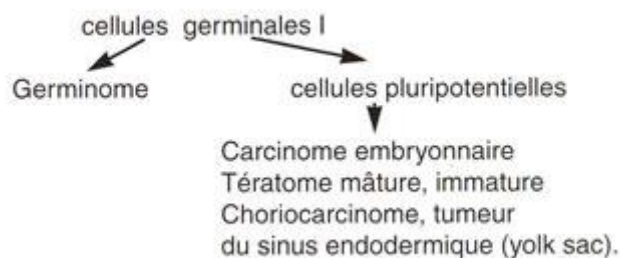 cellules germinales I
Germinome
cellules pluripotentielles
Carcinome embryonnaire
Tératome mâture, immature
Choriocarcinome, tumeur
du sinus endodermique (yolk sac).